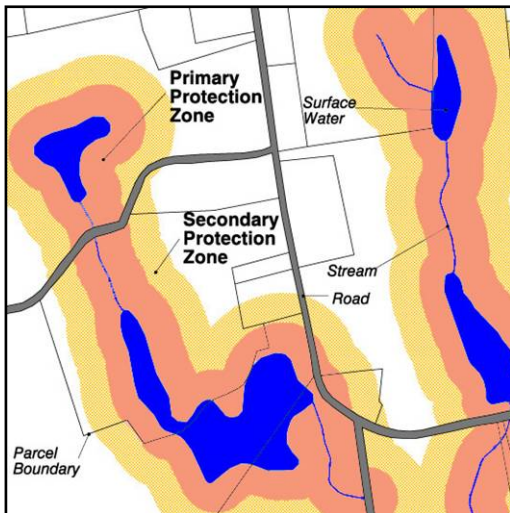 Primary
Protection
Zone
Surface
Water
Secondary
Protection
Zone
Stream
Road
Parcel
Boundary